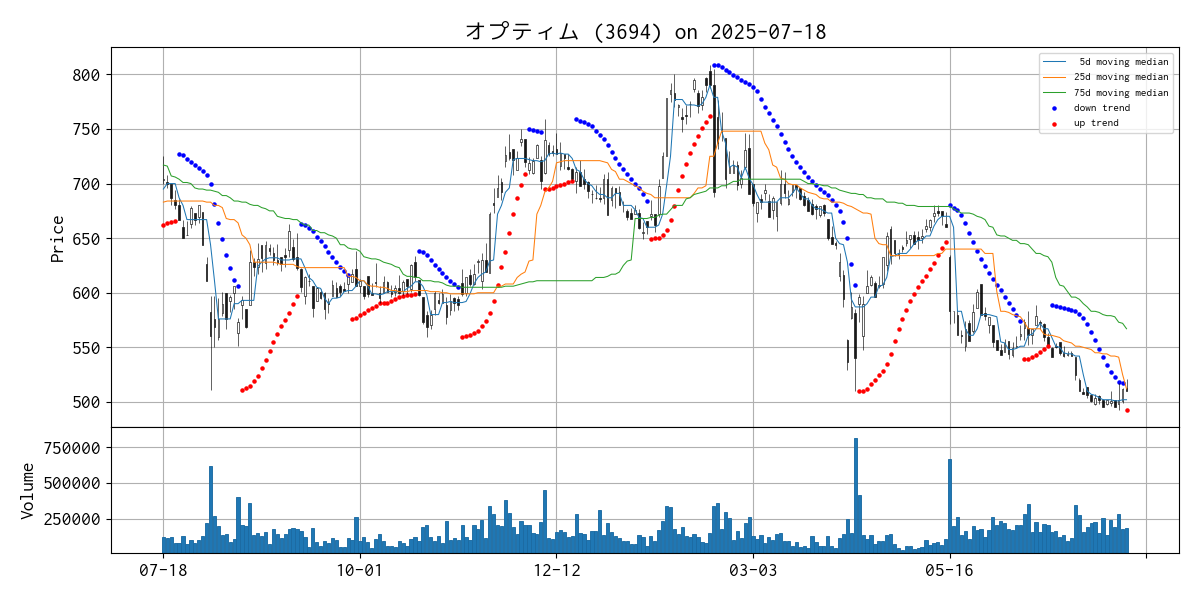 オプティム (3694) on 2025-07-18
5d moving median
25d moving median
75d moving median
down trend
up trend
Price
800
750
700
650
600
550
500
Volume
750000
500000
250000
07-18
10-01
12-12
03-03
05-16